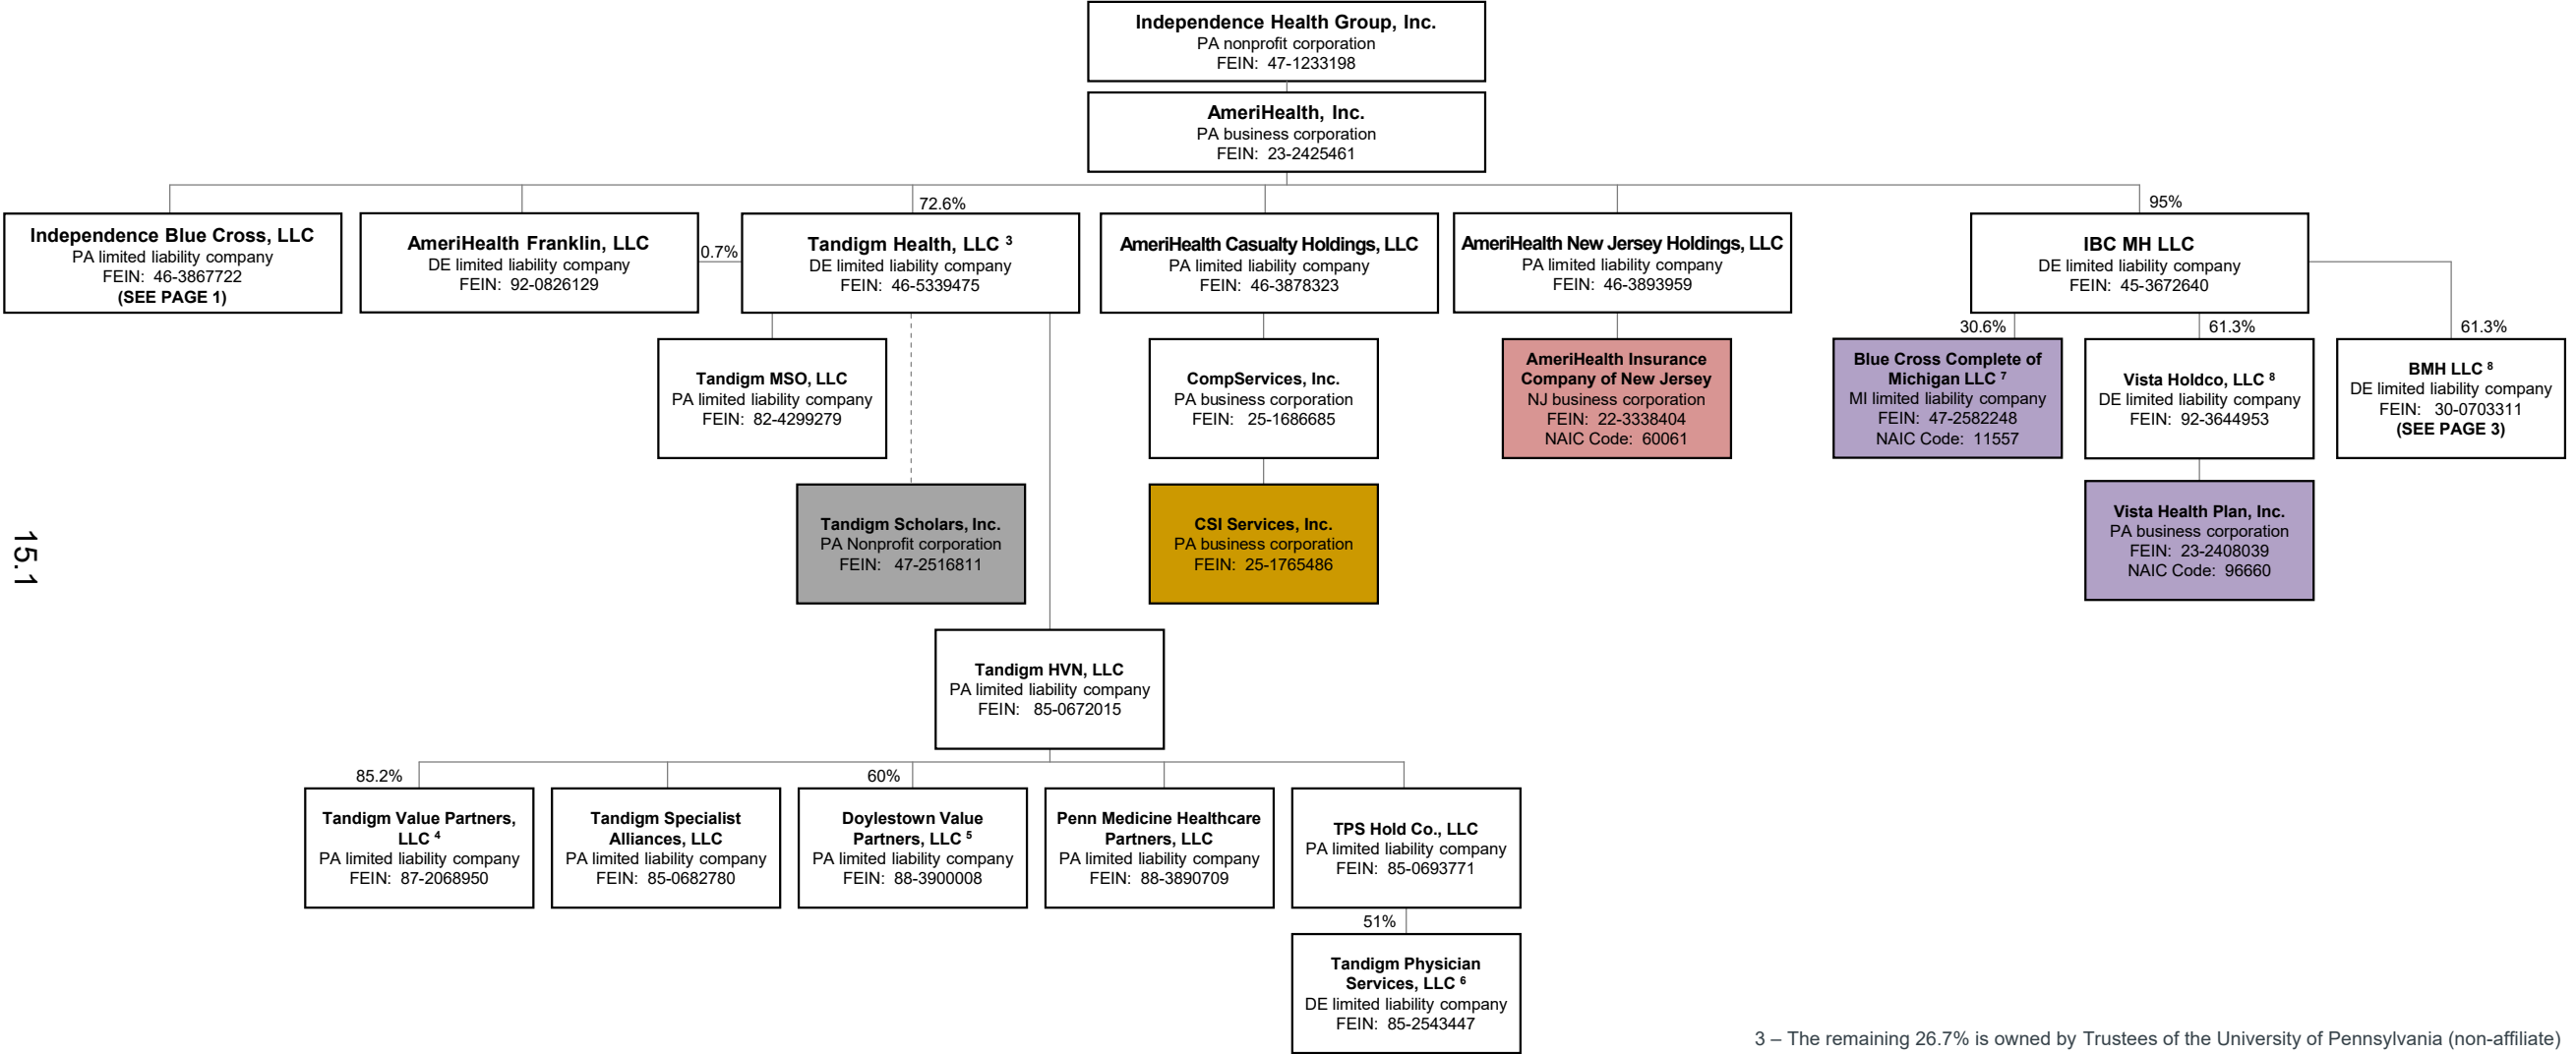 Independence Health Group, Inc.
PA nonprofit corporation
FEIN: 47-1233198
AmeriHealth, Inc.
PA business corporation
FEIN: 23-2425461
72.6%
95%
Independence Blue Cross, LLC
PA limited liability company
FEIN: 46-3867722
(SEE PAGE 1)
AmeriHealth Franklin, LLC
DE limited liability company
FEIN: 92-0826129
0.7%
Tandigm Health, LLC ³
DE limited liability company
FEIN: 46-5339475
AmeriHealth Casualty Holdings, LLC
PA limited liability company
FEIN: 46-3878323
AmeriHealth New Jersey Holdings, LLC
PA limited liability company
FEIN: 46-3893959
IBC MH LLC
DE limited liability company
FEIN: 45-3672640
30.6%
61.3%
61.3%
Tandigm MSO, LLC
PA limited liability company
FEIN: 82-4299279
CompServices, Inc.
PA business corporation
FEIN: 25-1686685
AmeriHealth Insurance
Company of New Jersey
NJ business corporation
FEIN: 22-3338404
NAIC Code: 60061
Blue Cross Complete of
Michigan LLC ⁷
MI limited liability company
FEIN: 47-2582248
NAIC Code: 11557
Vista Holdco, LLC ⁸
DE limited liability company
FEIN: 92-3644953
BMH LLC ⁸
DE limited liability company
FEIN: 30-0703311
(SEE PAGE 3)
Tandigm Scholars, Inc.
PA Nonprofit corporation
FEIN: 47-2516811
CSI Services, Inc.
PA business corporation
FEIN: 25-1765486
Vista Health Plan, Inc.
PA business corporation
FEIN: 23-2408039
NAIC Code: 96660
15.1
Tandigm HVN, LLC
PA limited liability company
FEIN: 85-0672015
85.2%
60%
Tandigm Value Partners,
LLC ⁴
PA limited liability company
FEIN: 87-2068950
Tandigm Specialist
Alliances, LLC
PA limited liability company
FEIN: 85-0682780
Doylestown Value
Partners, LLC ⁵
PA limited liability company
FEIN: 88-3900008
Penn Medicine Healthcare
Partners, LLC
PA limited liability company
FEIN: 88-3890709
TPS Hold Co., LLC
PA limited liability company
FEIN: 85-0693771
51%
Tandigm Physician
Services, LLC ⁶
DE limited liability company
FEIN: 85-2543447
3 – The remaining 26.7% is owned by Trustees of the University of Pennsylvania (non-affiliate)